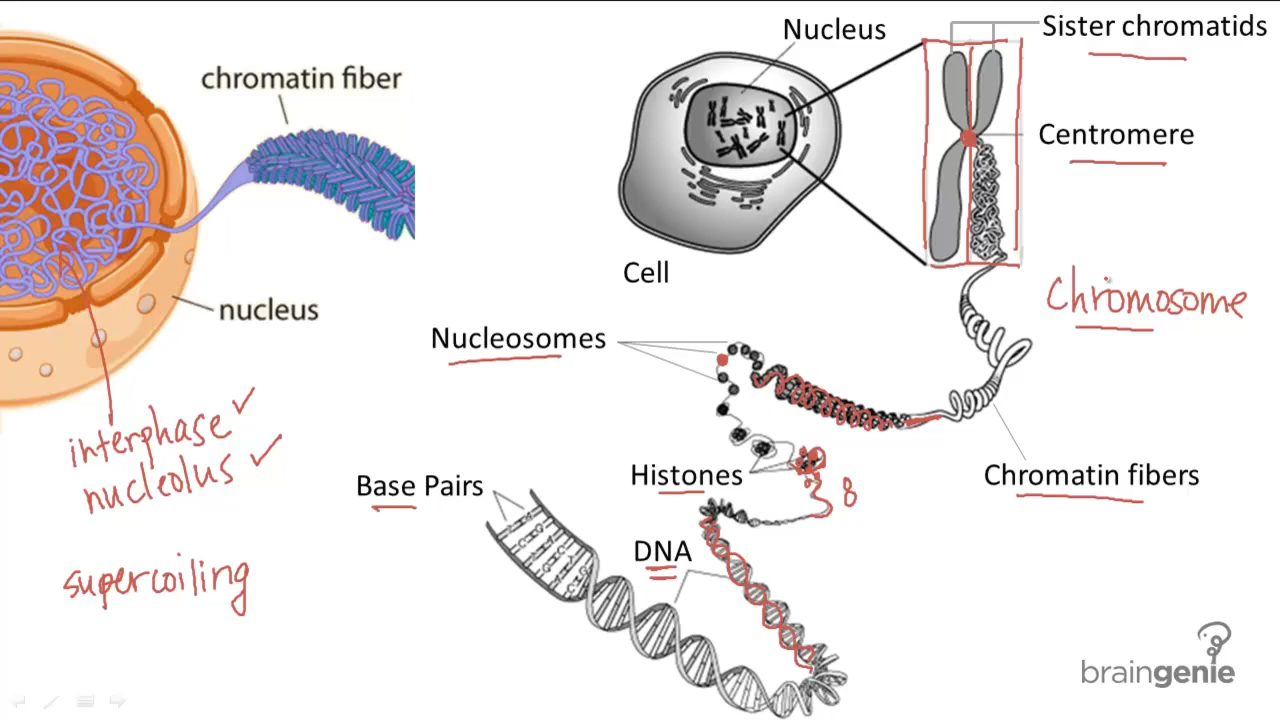 Nucleus
Sister chromatids
chromatin fiber
Centromere
Cell
Chromosome
nucleus
Nucleosomes
interphase
nucleolus
Histones
8
Chromatin fibers
Base Pairs
DNA
supercoiling
braingenie